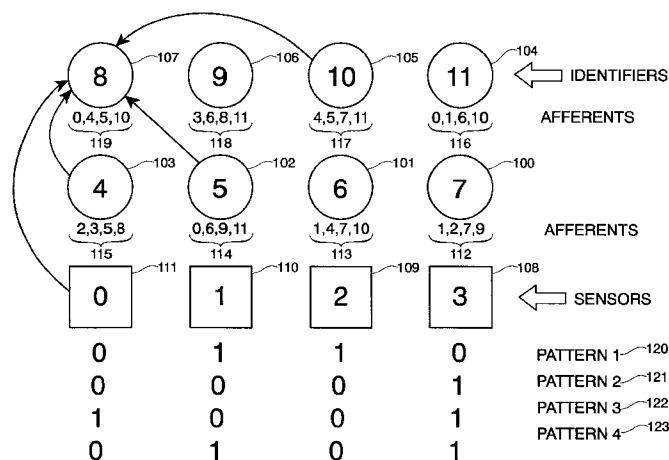 107 106 105 104
8 9 10 11 IDENTIFIERS
0,4,5,10 3,6,8,11 4,5,7,11 0,1,6,10 AFFERENTS
119 118 117 116
103 102 101 100
4 5 6 7
2,3,5,8 0,6,9,11 1,4,7,10 1,2,7,9 AFFERENTS
115 114 113 112
111 110 109 108
0 1 2 3 SENSORS
0 1 1 0 PATTERN 1 120
0 0 0 1 PATTERN 2 121
1 0 0 1 PATTERN 3 122
0 1 0 1 PATTERN 4 123